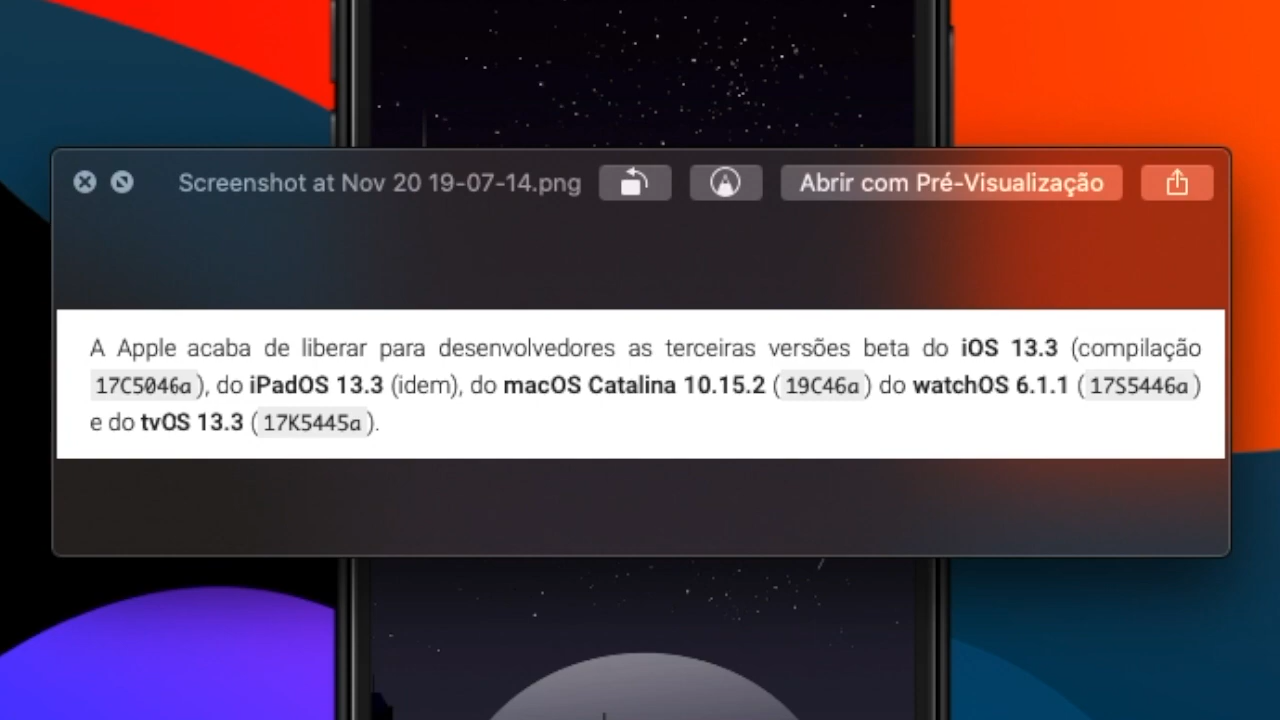 Screenshot at Nov 20 19-07-14.png
Abrir com Pré-Visualização
A Apple acaba de liberar para desenvolvedores as terceiras versões beta do iOS 13.3 (compilação
17C5046a), do iPadOS 13.3 (idem), do macOS Catalina 10.15.2 (19C46a) do watchOS 6.1.1 (17S5446a)
e do tvOS 13.3 (17K5445a).